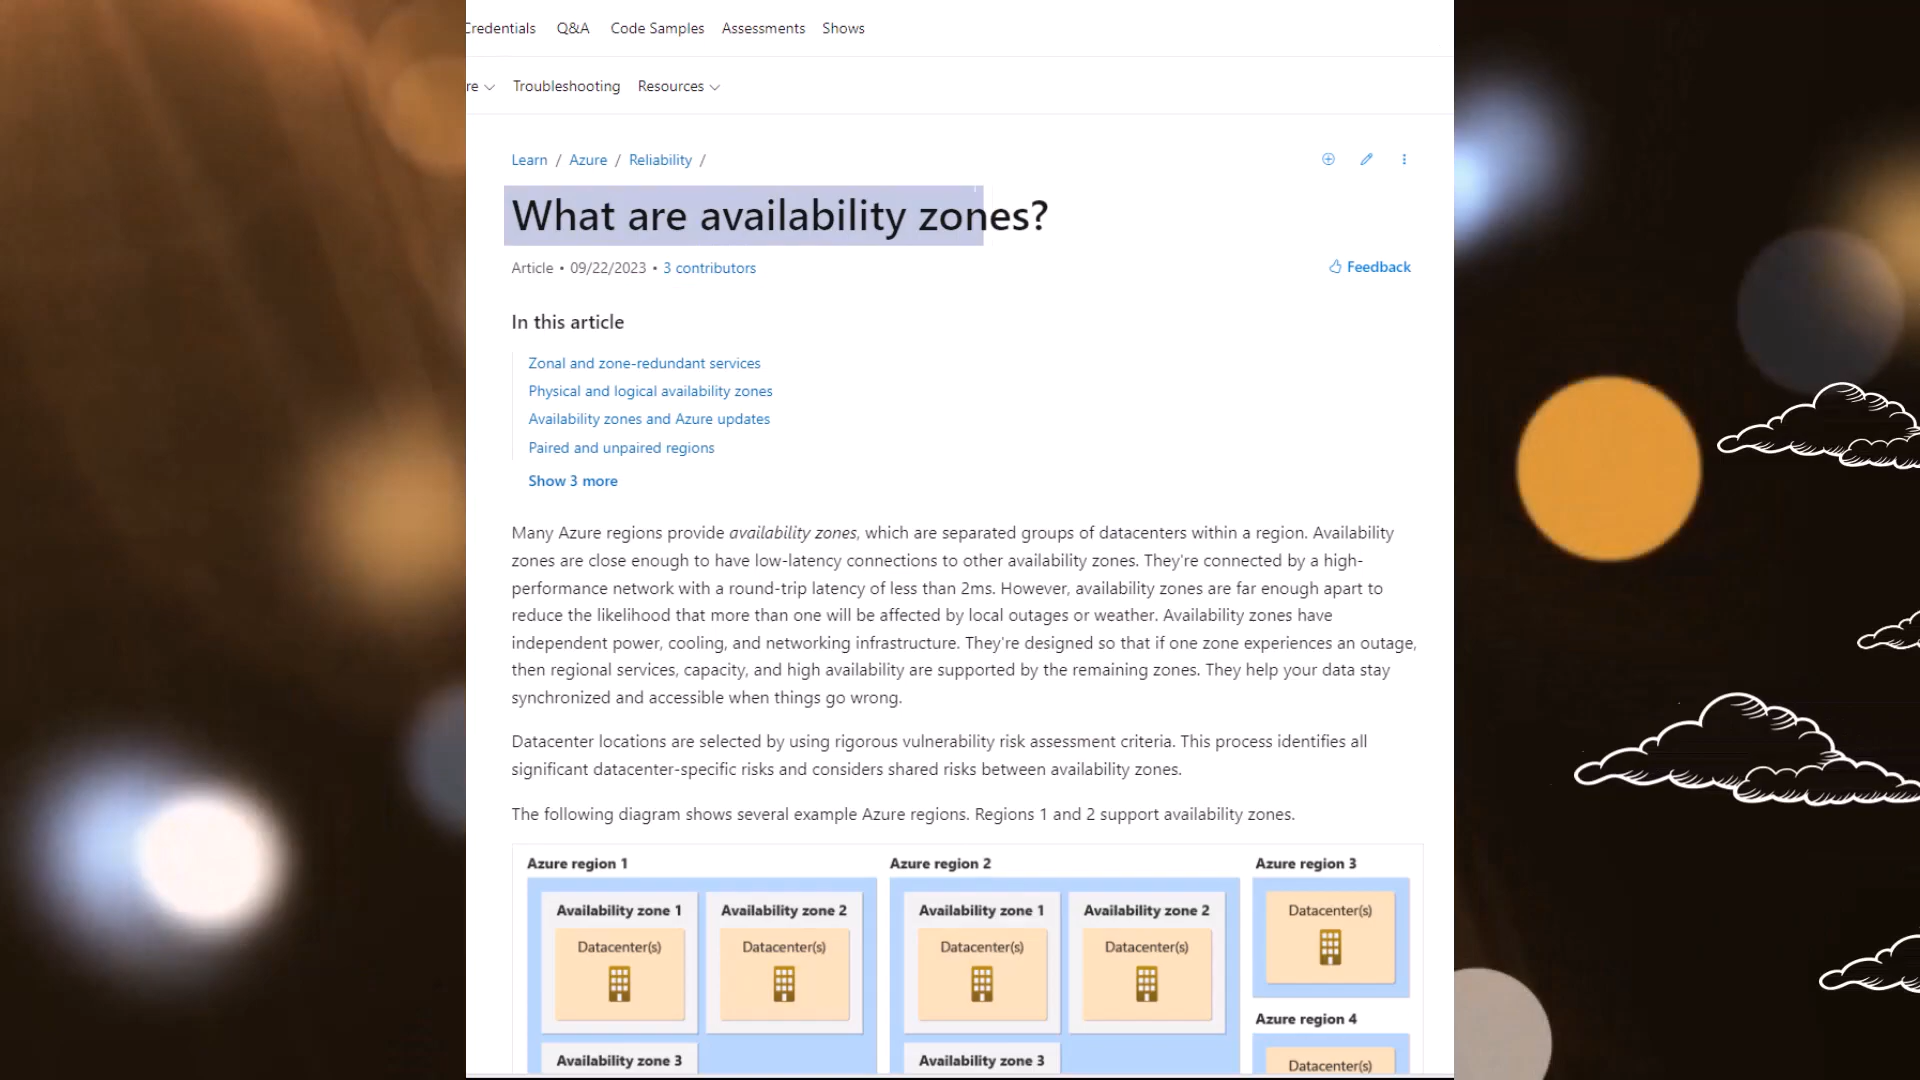 Credentials Q&A Code Samples Assessments Shows
re Troubleshooting Resources
Learn / Azure / Reliability /
What are availability zones?
Article • 09/22/2023 • 3 contributors
Feedback
In this article
Zonal and zone-redundant services
Physical and logical availability zones
Availability zones and Azure updates
Paired and unpaired regions
Show 3 more
Many Azure regions provide availability zones, which are separated groups of datacenters within a region. Availability
zones are close enough to have low-latency connections to other availability zones. They're connected by a high-
performance network with a round-trip latency of less than 2ms. However, availability zones are far enough apart to
reduce the likelihood that more than one will be affected by local outages or weather. Availability zones have
independent power, cooling, and networking infrastructure. They're designed so that if one zone experiences an outage,
then regional services, capacity, and high availability are supported by the remaining zones. They help your data stay
synchronized and accessible when things go wrong.
Datacenter locations are selected by using rigorous vulnerability risk assessment criteria. This process identifies all
significant datacenter-specific risks and considers shared risks between availability zones.
The following diagram shows several example Azure regions. Regions 1 and 2 support availability zones.
Azure region 1
Availability zone 1
Datacenter(s)
Availability zone 2
Datacenter(s)
Availability zone 3
Azure region 2
Availability zone 1
Datacenter(s)
Availability zone 2
Datacenter(s)
Availability zone 3
Azure region 3
Datacenter(s)
Azure region 4
Datacenter(s)